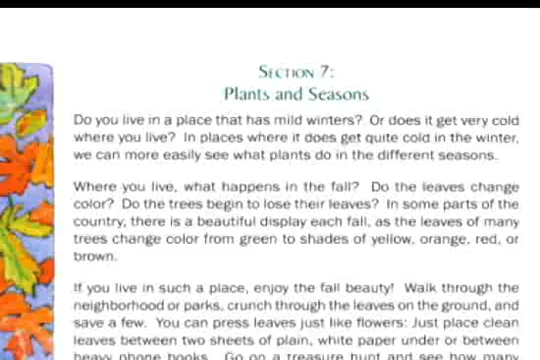 SECTION 7:
Plants and Seasons
Do you live in a place that has mild winters? Or does it get very cold
where you live? In places where it does get quite cold in the winter,
we can more easily see what plants do in the different seasons.
Where you live, what happens in the fall? Do the leaves change
color? Do the trees begin to lose their leaves? In some parts of the
country, there is a beautiful display each fall, as the leaves of many
trees change color from green to shades of yellow, orange, red, or
brown.
If you live in such a place, enjoy the fall beauty! Walk through the
neighborhood or parks, crunch through the leaves on the ground, and
save a few. You can press leaves just like flowers: Just place clean
leaves between two sheets of plain, white paper under or between
heavy phone books. Go on a treasure hunt and see how many